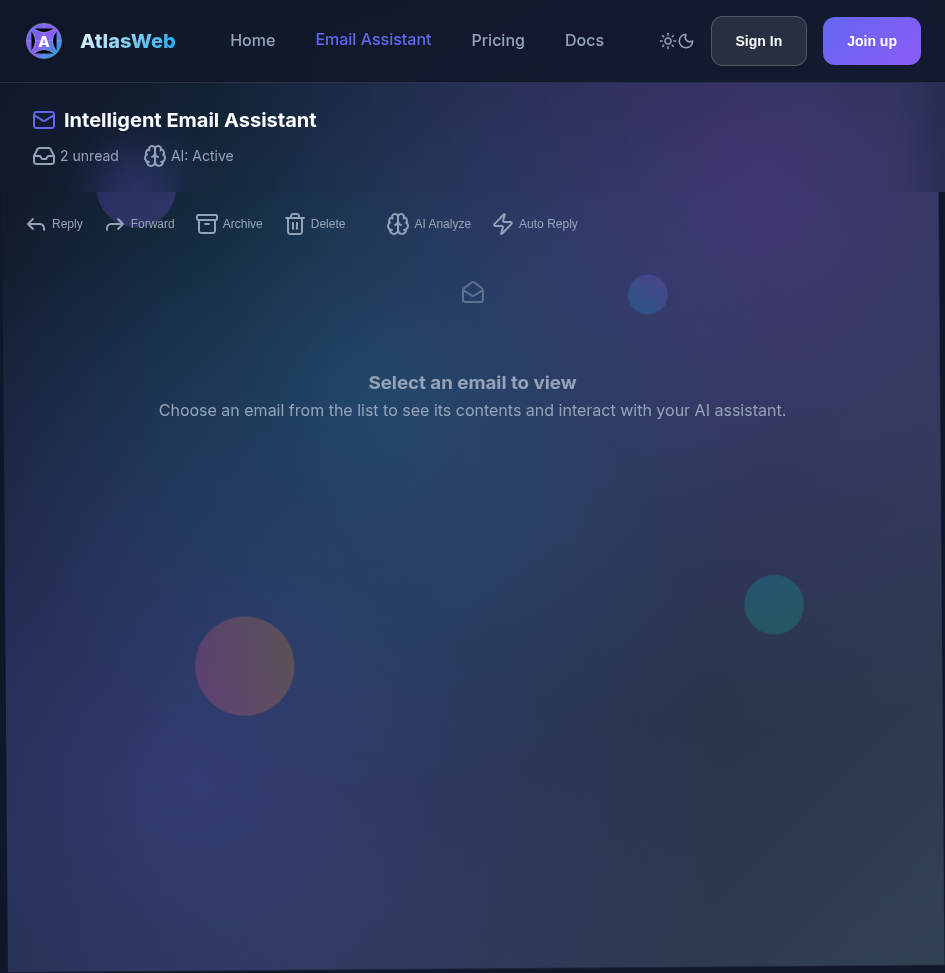 A AtlasWeb Home Email Assistant Pricing Docs Sign In Join up
Intelligent Email Assistant
2 unread AI: Active
Reply Forward Archive Delete AI Analyze Auto Reply
Select an email to view
Choose an email from the list to see its contents and interact with your AI assistant.